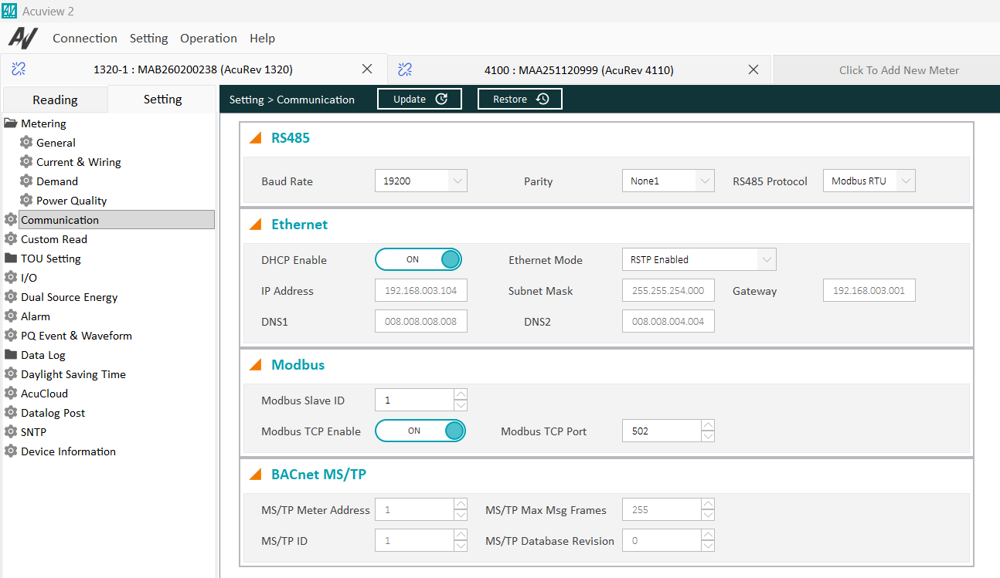 Acuview 2
Connection Setting Operation Help
1320-1 : MAB260200238 (AcuRev 1320) 4100 : MAA251120999 (AcuRev 4110) Click To Add New Meter
Reading Setting Setting > Communication Update Restore
Metering
General
Current & Wiring
Demand
Power Quality
Communication
Custom Read
TOU Setting
I/O
Dual Source Energy
Alarm
PQ Event & Waveform
Data Log
Daylight Saving Time
AcuCloud
Datalog Post
SNTP
Device Information
RS485
Baud Rate 19200 Parity None1 RS485 Protocol Modbus RTU
Ethernet
DHCP Enable ON Ethernet Mode RSTP Enabled
IP Address 192.168.003.104 Subnet Mask 255.255.254.000 Gateway 192.168.003.001
DNS1 008.008.008.008 DNS2 008.008.004.004
Modbus
Modbus Slave ID 1
Modbus TCP Enable ON Modbus TCP Port 502
BACnet MS/TP
MS/TP Meter Address 1 MS/TP Max Msg Frames 255
MS/TP ID 1 MS/TP Database Revision 0